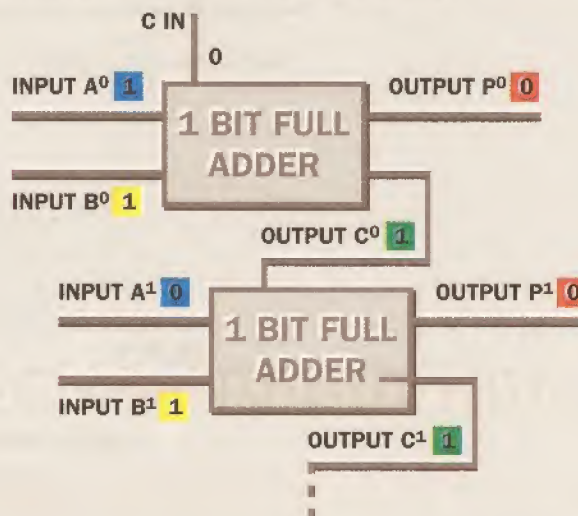 C IN
0
INPUT A⁰ 1
OUTPUT P⁰ 0
1 BIT FULL
ADDER
INPUT B⁰ 1
OUTPUT C⁰ 1
INPUT A¹ 0
OUTPUT P¹ 0
1 BIT FULL
ADDER
INPUT B¹ 1
OUTPUT C¹ 1